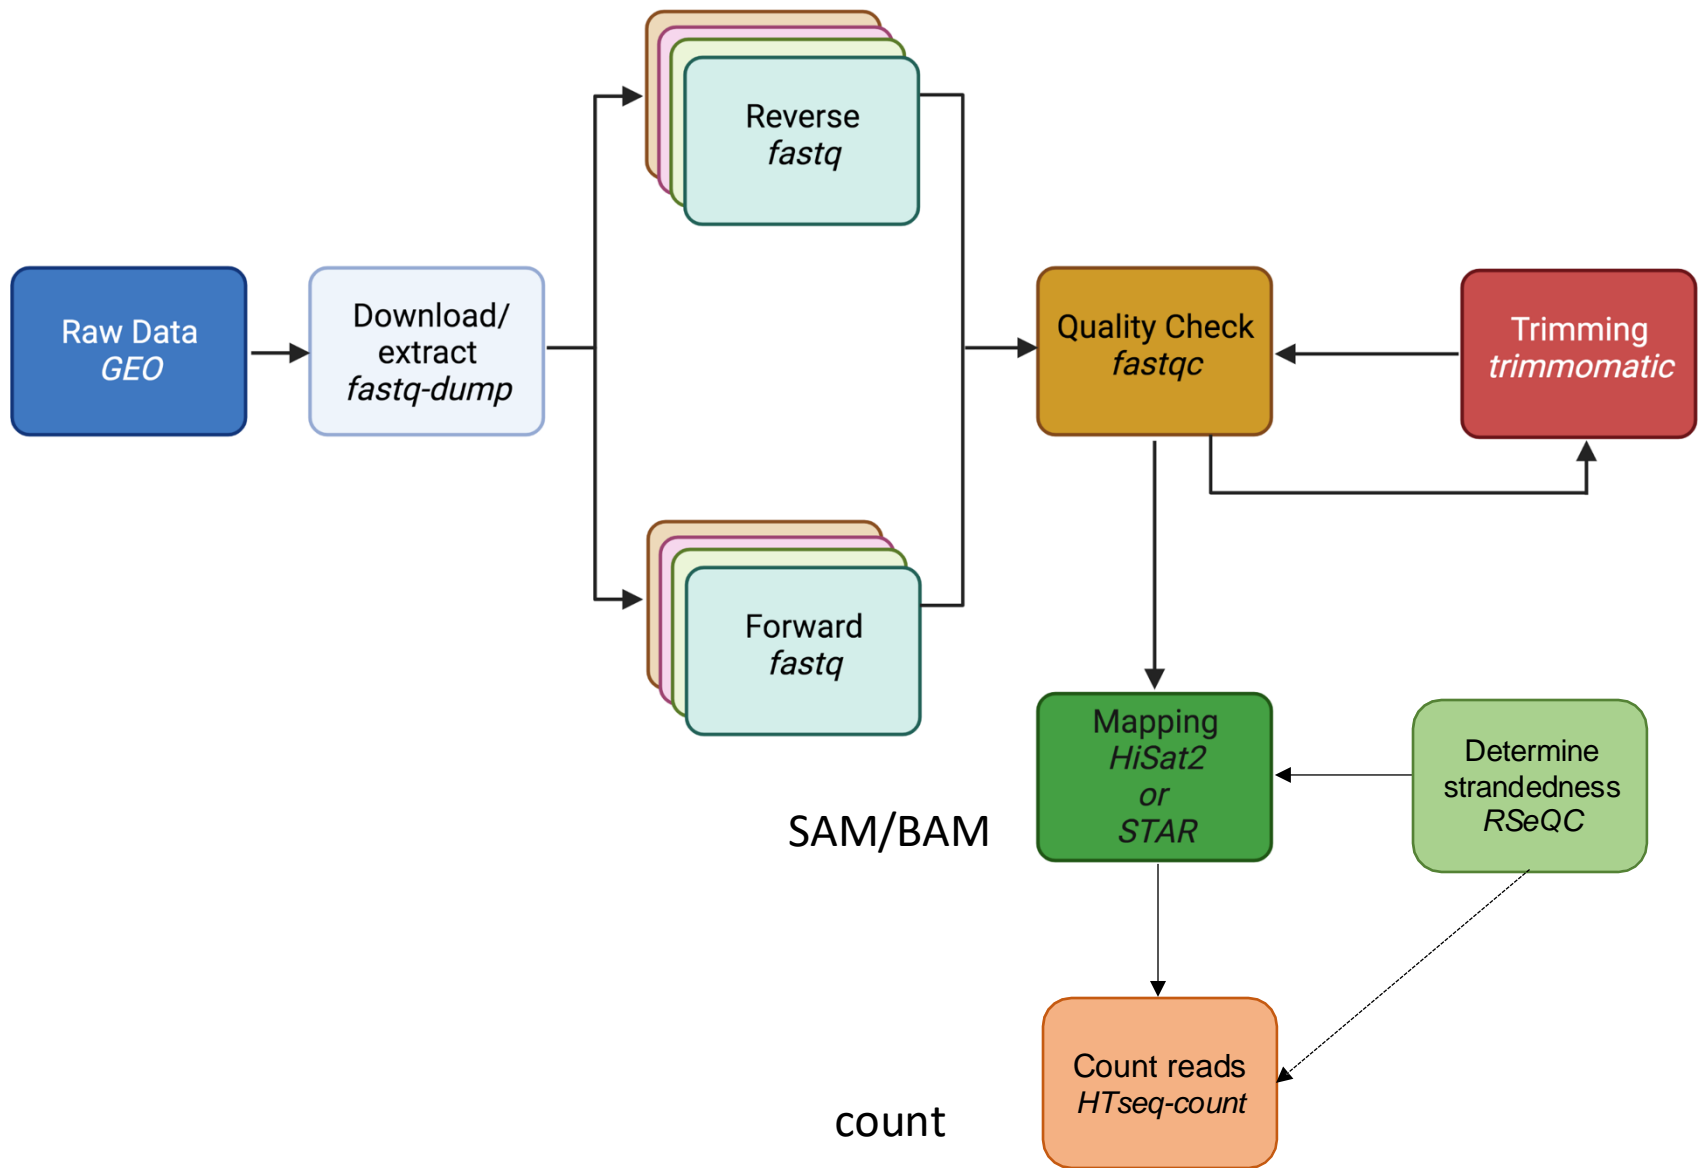 Reverse
fastq
Raw Data
GEO
Download/
extract
fastq-dump
Quality Check
fastqc
Trimming
trimmomatic
Forward
fastq
Mapping
HiSat2
or
STAR
SAM/BAM
Determine
strandedness
RSeQC
Count reads
HTseq-count
count